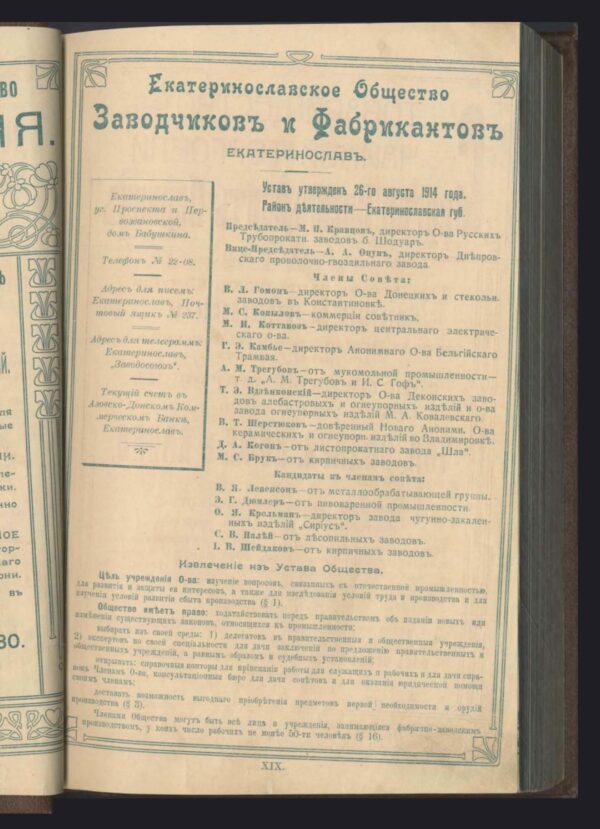 ВО
Я.
Екатеринославское Общество
Заводчиковъ и Фабрикантовъ
ЕКАТЕРИНОСЛАВЪ.
Екатеринославъ,
уг. Проспекта и Пер-
возвановской,
домъ Бабушкина.
Телефонъ № 22-08.
Адресъ для писемъ:
Екатеринославъ, Поч-
товый ящикъ № 237.
Адресъ для телеграммъ:
Екатеринославъ,
„Заводосоюзъ".
Текущій счетъ въ
Азовско-Донскомъ Ком-
мерческомъ Банкѣ,
Екатеринославъ.
Уставъ утвержденъ 26-го августа 1914 года.
Районъ дѣятельности—Екатеринославская губ.
Предсѣдатель—М. П. Кравцовъ, директоръ О-ва Русскихъ
Трубопрокатн. заводовъ б. Шодуаръ.
Вице-Предсѣдатель—А. А. директоръ Днѣпров-
скаго проволочно-гвоздильнаго завода.
Члены Совѣта:
В. Л. Гомонъ—директоръ О-ва Донецкихъ и стекольн.
заводовъ въ Константиновкѣ.
М. С. Копыловъ—коммерціи совѣтникъ.
М. И. Коттановъ—директоръ центральнаго электриче-
скаго о-ва.
Г. Э. Камбье—директоръ Анонимнаго О-ва Бельгійскаго
Трамвая.
А. М. Трегубовъ—отъ мукомольной промышленности—
т. д. „А. М. Трегубовъ и И. С. Гофъ".
Т. Э. директоръ О-ва Деконскихъ заво-
довъ алебастровыхъ и огнеупорныхъ издѣлій и о-ва
завода огнеупорныхъ издѣлій М. А. Ковалевскаго.
В. Т. Шерстюковъ—довѣренный Новаго Анонимн. О-ва
керамическихъ и огнеупорн. издѣлій во Владимировкѣ.
Д. А. Когонъ—отъ листопрокатнаго завода „Шла".
М. С. Брукъ—отъ кирпичныхъ заводовъ.
Кандидаты къ членамъ совѣта:
В. Я. Левенсонъ—отъ металлообрабатывающей группы.
Э. Г. Дюмлеръ—отъ пивоваренной промышленности.
О. Я. Крольманъ—директоръ завода чугунно-закален-
ныхъ издѣлій „Сиріусъ".
С. В. Палѣй—отъ лѣсопильныхъ заводовъ.
І. В. Шейдаковъ—отъ кирпичныхъ заводовъ.
Извлеченіе изъ Устава Общества.
Цѣль учрежденія О-ва: изученіе вопросовъ, связанныхъ съ отечественной промышленностью,
для развитія и защиты ея интересовъ, а также для изслѣдованія условій труда и производства и для
изученія условій развитія сбыта производства (§ 1).
Общество имѣетъ право: ходатайствовать передъ правительствомъ объ изданіи новыхъ или
измѣненіи существующихъ законовъ, относящихся къ промышленности;
выбирать изъ своей среды: 1) делегатовъ въ правительственныя и общественныя учрежденія,
2) экспертовъ по своей спеціальности для дачи заключеній по предложенію правительственныхъ и
общественныхъ учрежденій, а равнымъ образомъ и судебныхъ установленій;
открывать: справочныя конторы для пріисканія работы для служащихъ и рабочихъ и для дачи спра-
вокъ Членамъ О-ва, консультаціонныя бюро для дачи совѣтовъ и для оказанія юридической помощи
своимъ членамъ;
доставать возможность выгоднаго пріобрѣтенія предметовъ первой необходимости и орудій
производства (§ 3).
Членами Общества могутъ быть всѣ лица и учрежденія, занимающіяся фабрично-заводскимъ
производствомъ, у коихъ число рабочихъ не менѣе 50-ти человѣкъ (§ 16).
XIX.